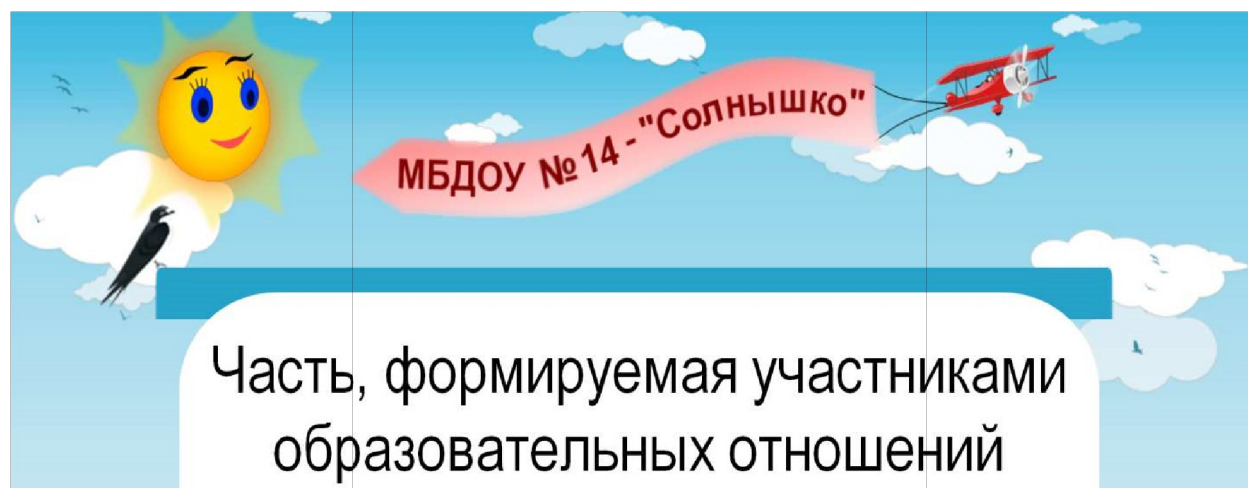 МБДОУ №14 - "Солнышко"
Часть, формируемая участниками
образовательных отношений